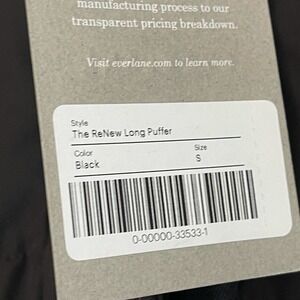 manufacturing process to our
transparent pricing breakdown.
Visit everlane.com to learn more.
Style
The ReNew Long Puffer
Color
Size
Black
S
0-00000-33533-1